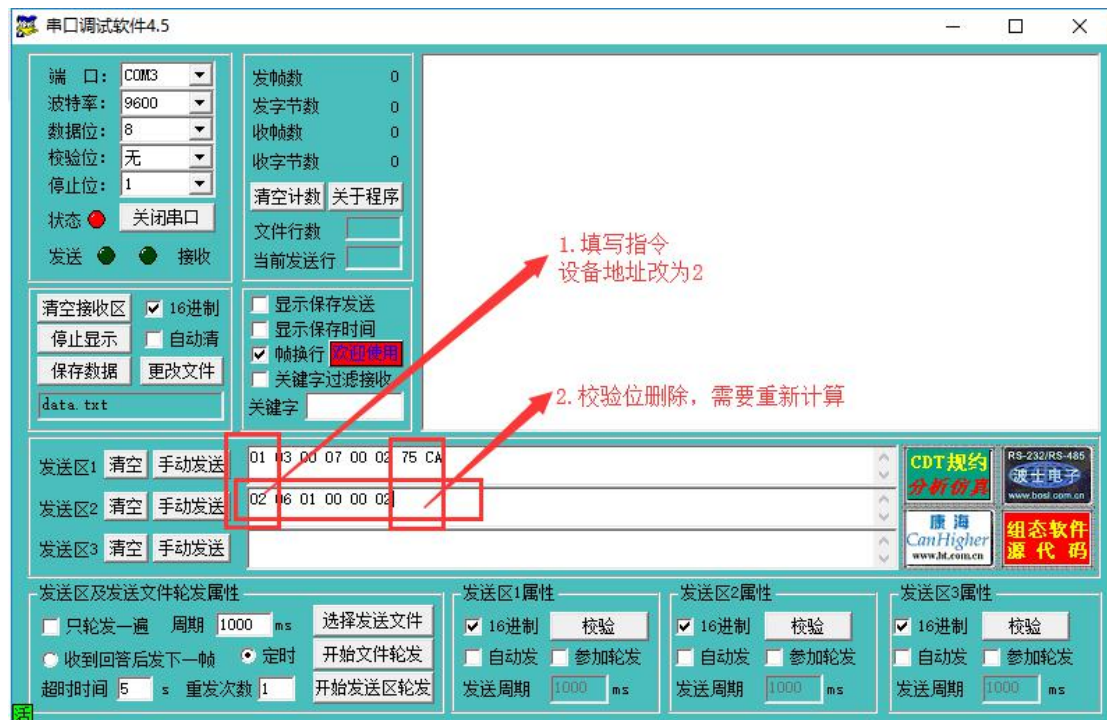 串口调试软件4.5
端 口: COM3
波特率: 9600
数据位: 8
校验位: 无
停止位: 1
状态 关闭串口
发送 接收
发帧数 0
发字节数 0
收帧数 0
收字节数 0
清空计数 关于程序
文件行数
当前发送行
清空接收区 16进制
停止显示 自动清
保存数据 更改文件
data.txt
显示保存发送
显示保存时间
帧换行 欢迎使用
关键字过滤接收
关键字
1.填写指令
设备地址改为2
2.校验位删除，需要重新计算
发送区1 清空 手动发送 01 03 00 07 00 02 75 CA
发送区2 清空 手动发送 02 06 01 00 00 02
发送区3 清空 手动发送
CDT规约
分析仿真
RS-232/RS-485
波士电子
www.bosi.com.cn
康海
CanHigher
www.ht.com.cn
组态软件
源代码
发送区及发送文件轮发属性
只轮发一遍 周期 1000 ms 选择发送文件
收到回答后发下一帧 定时 开始文件轮发
超时时间 5 s 重发次数 1 开始发送区轮发
发送区1属性
16进制 校验
自动发 参加轮发
发送周期 1000 ms
发送区2属性
16进制 校验
自动发 参加轮发
发送周期 1000 ms
发送区3属性
16进制 校验
自动发 参加轮发
发送周期 1000 ms
活